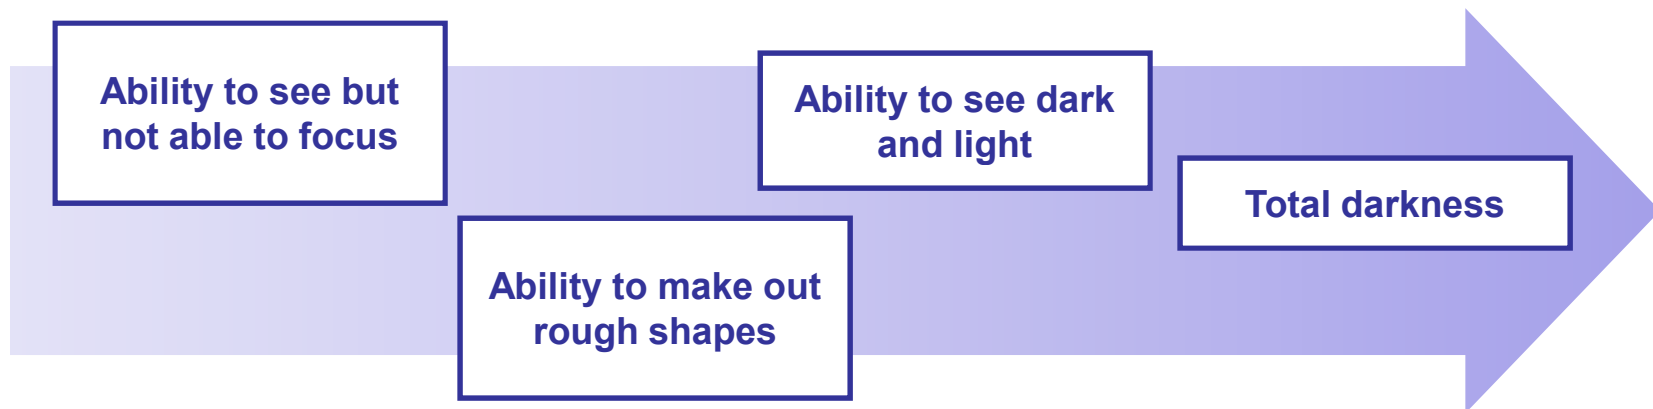 Ability to see but
not able to focus
Ability to make out
rough shapes
Ability to see dark
and light
Total darkness